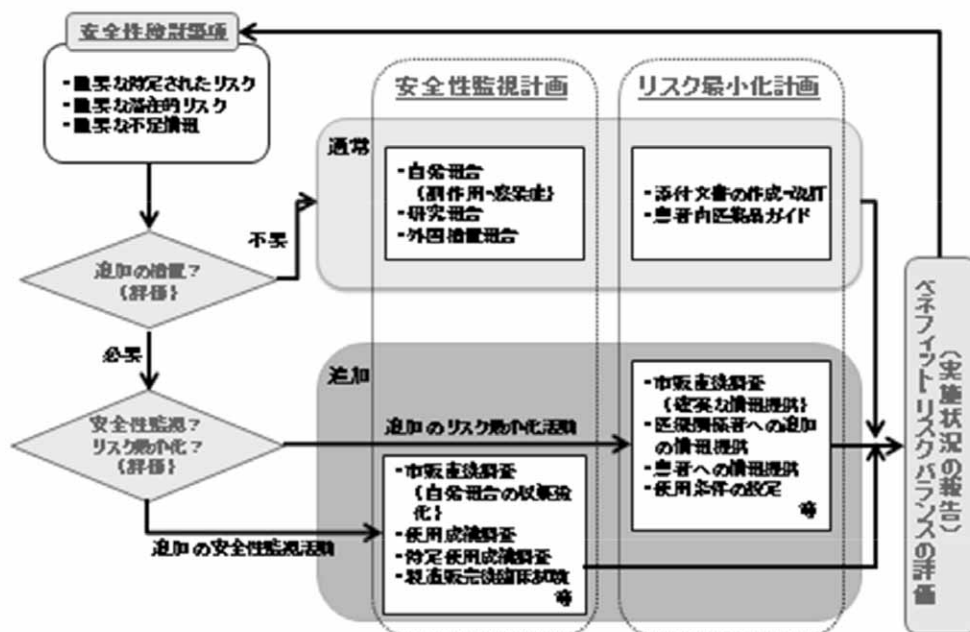 安全性検討事項
・重要な特定されたリスク
・重要な潜在的リスク
・重要な不足情報
安全性監視計画
リスク最小化計画
通常
・自発報告
(副作用・感染症)
・研究報告
・外国措置報告
・添付文書の作成・改訂
・患者向医薬品ガイド
不要
追加の措置?
(評価)
必要
追加
安全性監視?
リスク最小化?
(評価)
追加のリスク最小化活動
・市販直後調査
(確実な情報提供)
・医療関係者への追加
の情報提供
・患者への情報提供
・使用条件の設定
等
・市販直後調査
(自発報告の収集強
化)
・使用成績調査
・特定使用成績調査
・製造販売後臨床試験
等
追加の安全性監視活動
(実施状況の報告)
ベネフィット・リスクバランスの評価